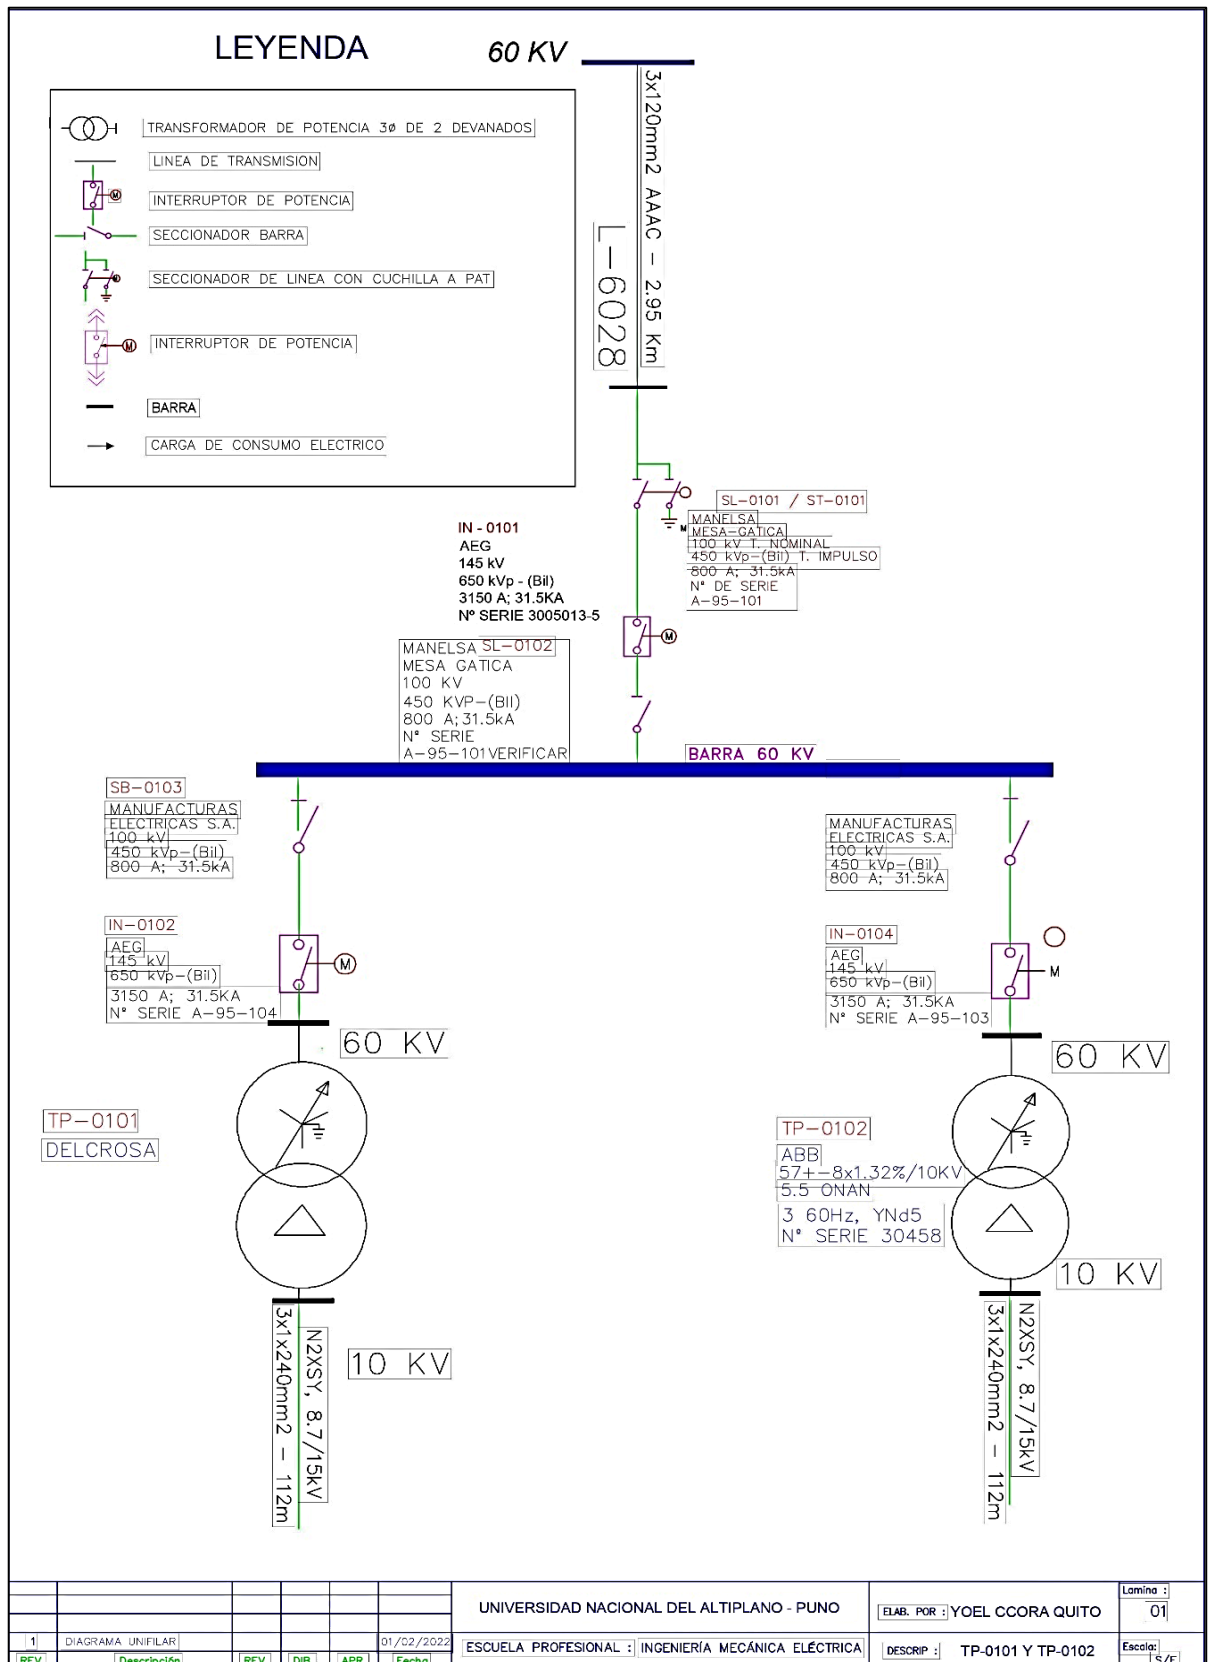 LEYENDA
60 KV
TRANSFORMADOR DE POTENCIA 3ø DE 2 DEVANADOS
LINEA DE TRANSMISION
M
INTERRUPTOR DE POTENCIA
SECCIONADOR BARRA
SECCIONADOR DE LINEA CON CUCHILLA A PAT
M
INTERRUPTOR DE POTENCIA
BARRA
CARGA DE CONSUMO ELECTRICO
3x120mm2 AAAC - 2.95 Km
L-6028
SL-0101 / ST-0101
M
MANELSA
MESA-GATICA
100 kV T. NOMINAL
450 kVp-(Bil) T. IMPULSO
800 A; 31.5kA
N° DE SERIE
A-95-101
IN - 0101
AEG
145 kV
650 kVp - (Bil)
3150 A; 31.5KA
Nº SERIE 3005013-5
M
MANELSA SL-0102
MESA GATICA
100 KV
450 KVP-(BIl)
800 A;31.5kA
N° SERIE
A-95-101VERIFICAR
BARRA 60 KV
SB-0103
MANUFACTURAS
ELECTRICAS S.A.
100 kV
450 kVp-(Bil)
800 A; 31.5kA
MANUFACTURAS
ELECTRICAS S.A.
100 kV
450 kVp-(Bil)
800 A; 31.5kA
IN-0102
AEG
145 kV
650 kVp-(Bil)
3150 A; 31.5KA
N° SERIE A-95-104
M
IN-0104
AEG
145 kV
650 kVp-(Bil)
3150 A; 31.5KA
N° SERIE A-95-103
M
60 KV
60 KV
TP-0101
DELCROSA
TP-0102
ABB
57+-8x1.32%/10KV
5.5 ONAN
3 60Hz, YNd5
N° SERIE 30458
10 KV
3x1x240mm2 - 112m
N2XSY, 8.7/15kV
10 KV
3x1x240mm2 - 112m
N2XSY, 8.7/15kV
UNIVERSIDAD NACIONAL DEL ALTIPLANO - PUNO
ELAB. POR : YOEL CCORA QUITO
Lamina :
01
1 DIAGRAMA UNIFILAR 01/02/2022
ESCUELA PROFESIONAL : INGENIERÍA MECÁNICA ELÉCTRICA
DESCRIP : TP-0101 Y TP-0102
Escala:
S/E
Descripción REV DIB APR Fecha
REV